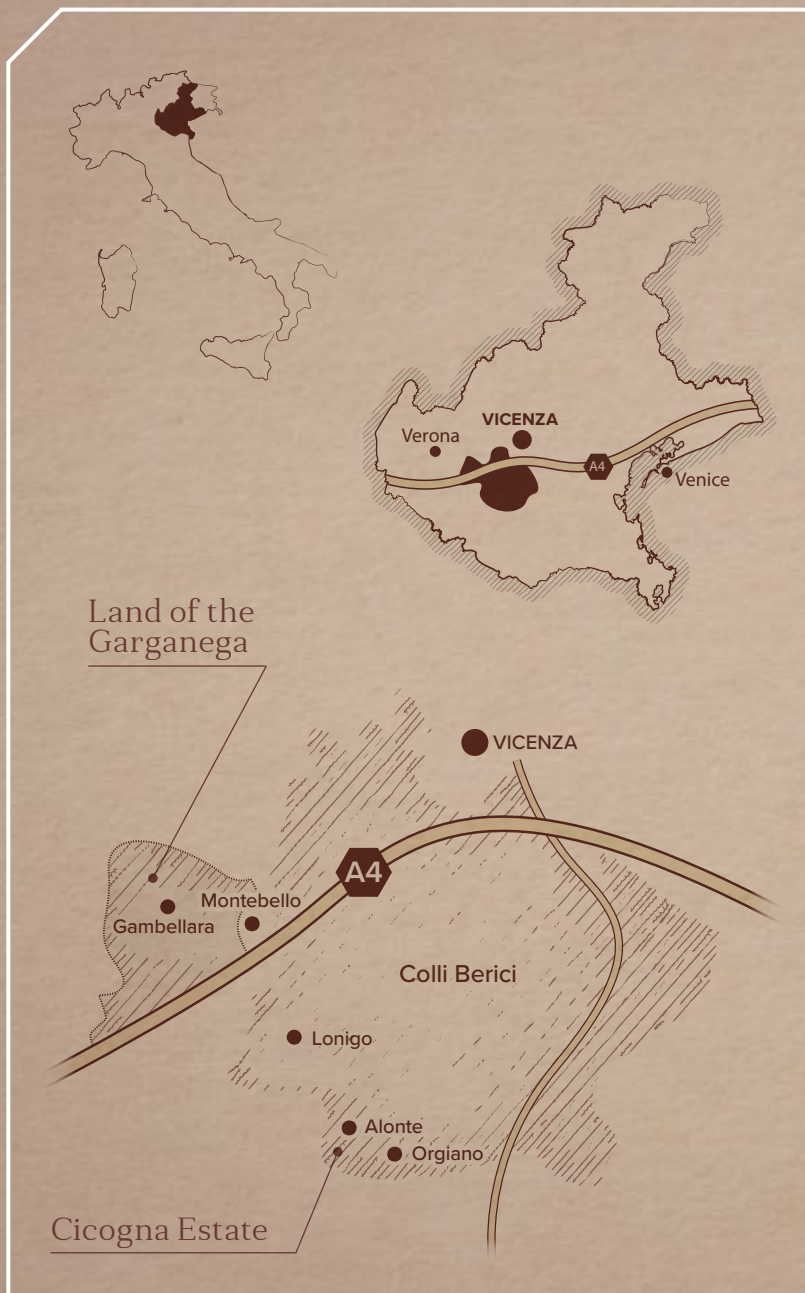 VICENZA
Verona
A4
Venice
Land of the
Garganega
VICENZA
A4
Montebello
Gambellara
Colli Berici
Lonigo
Alonte
Orgiano
Cicogna Estate